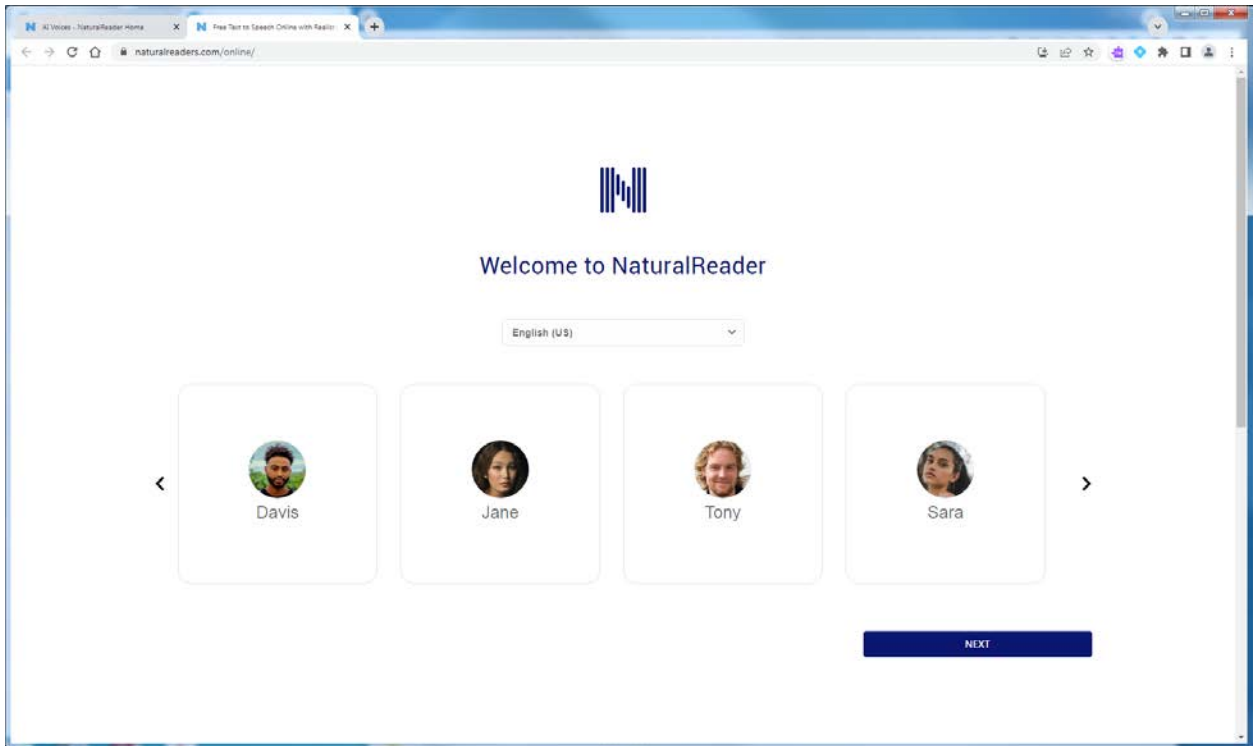 AI Voices - NaturalReader Home
Free Text to Speech Online with Realis
naturalreaders.com/online/
Welcome to NaturalReader
English (US)
Davis
Jane
Tony
Sara
NEXT